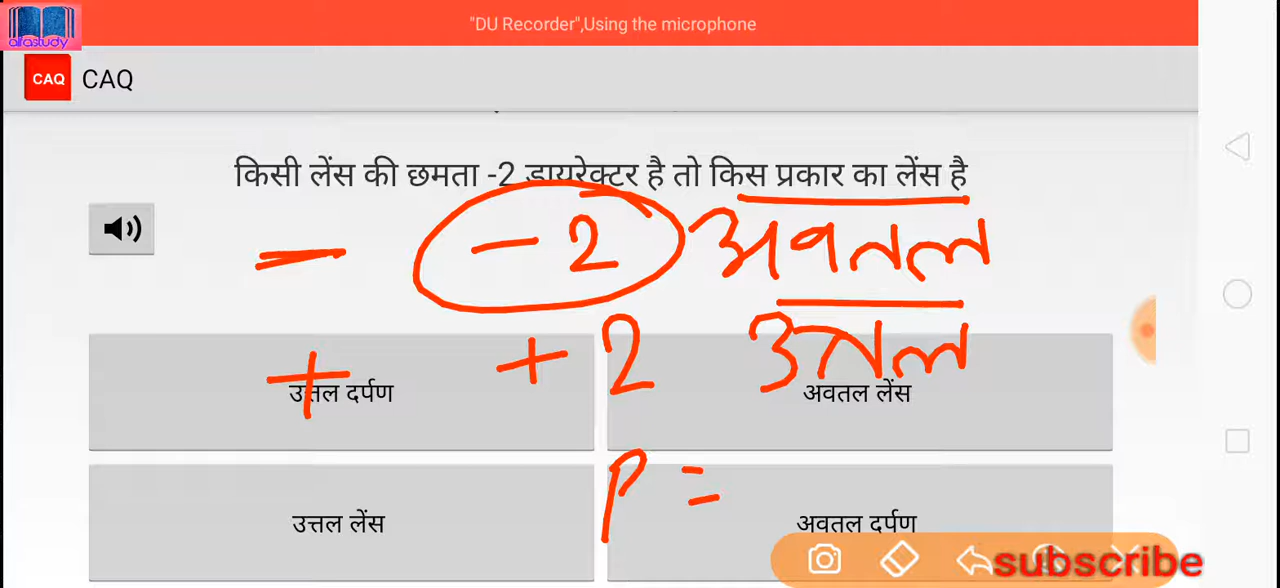 "DU Recorder",Using the microphone
alfastudy
CAQ CAQ
किसी लेंस की छमता -2 डायरेक्टर है तो किस प्रकार का लेंस है
- -2 अवतल
+ +2 उत्तल
उत्तल दर्पण
अवतल लेंस
P =
उत्तल लेंस
अवतल दर्पण
subscribe